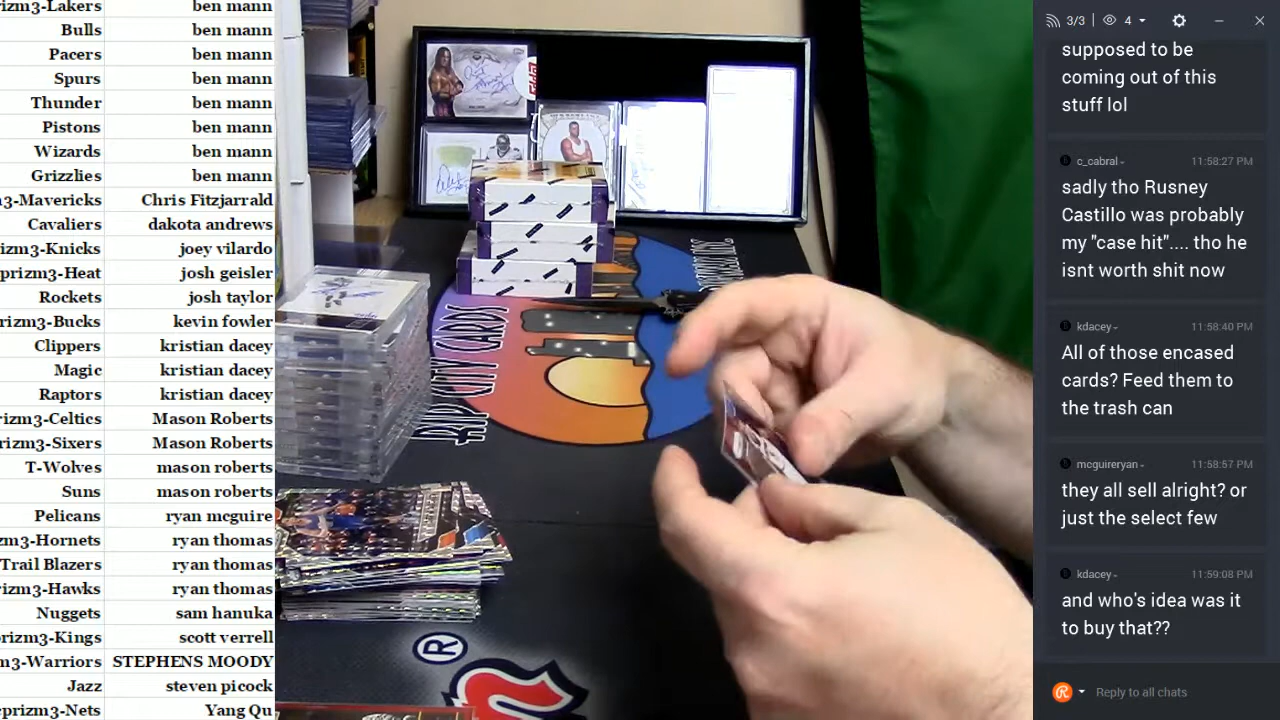 rizm3-Lakers ben mann
Bulls ben mann
Pacers ben mann
Spurs ben mann
Thunder ben mann
Pistons ben mann
Wizards ben mann
Grizzlies ben mann
m3-Mavericks Chris Fitzjarrald
Cavaliers dakota andrews
izm3-Knicks joey vilardo
prizm3-Heat josh geisler
Rockets josh taylor
rizm3-Bucks kevin fowler
Clippers kristian dacey
Magic kristian dacey
Raptors kristian dacey
rizm3-Celtics Mason Roberts
izm3-Sixers Mason Roberts
T-Wolves mason roberts
Suns mason roberts
Pelicans ryan mcguire
zm3-Hornets ryan thomas
Trail Blazers ryan thomas
izm3-Hawks ryan thomas
Nuggets sam hanuka
rizm3-Kings scott verrell
m3-Warriors STEPHENS MOODY
Jazz steven picock
cprizm3-Nets Yang Qu
RIP CITY CARDS
®
3/3 4
supposed to be
coming out of this
stuff lol
c_cabral 11:58:27 PM
sadly tho Rusney
Castillo was probably
my "case hit".... tho he
isnt worth shit now
kdacey 11:58:40 PM
All of those encased
cards? Feed them to
the trash can
mcguireryan 11:58:57 PM
they all sell alright? or
just the select few
kdacey 11:59:08 PM
and who's idea was it
to buy that??
Reply to all chats